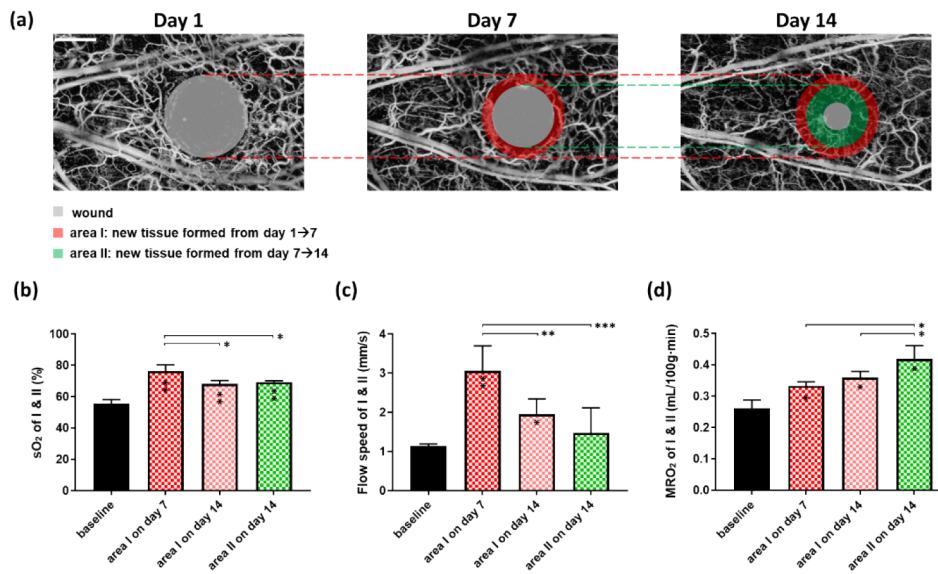 (a)
Day 1
Day 7
Day 14
wound
area I: new tissue formed from day 1→7
area II: new tissue formed from day 7→14
(b)
sO₂ of I & II (%)
100
80
60
40
20
0
*
*
**
**
**
baseline
area I on day 7
area I on day 14
area II on day 14
(c)
Flow speed of I & II (mm/s)
4
3
2
1
0
***
**
**
*
baseline
area I on day 7
area I on day 14
area II on day 14
(d)
MRO₂ of I & II (mL/100g·min)
0.5
0.4
0.3
0.2
0.1
0.0
*
*
*
*
*
baseline
area I on day 7
area I on day 14
area II on day 14